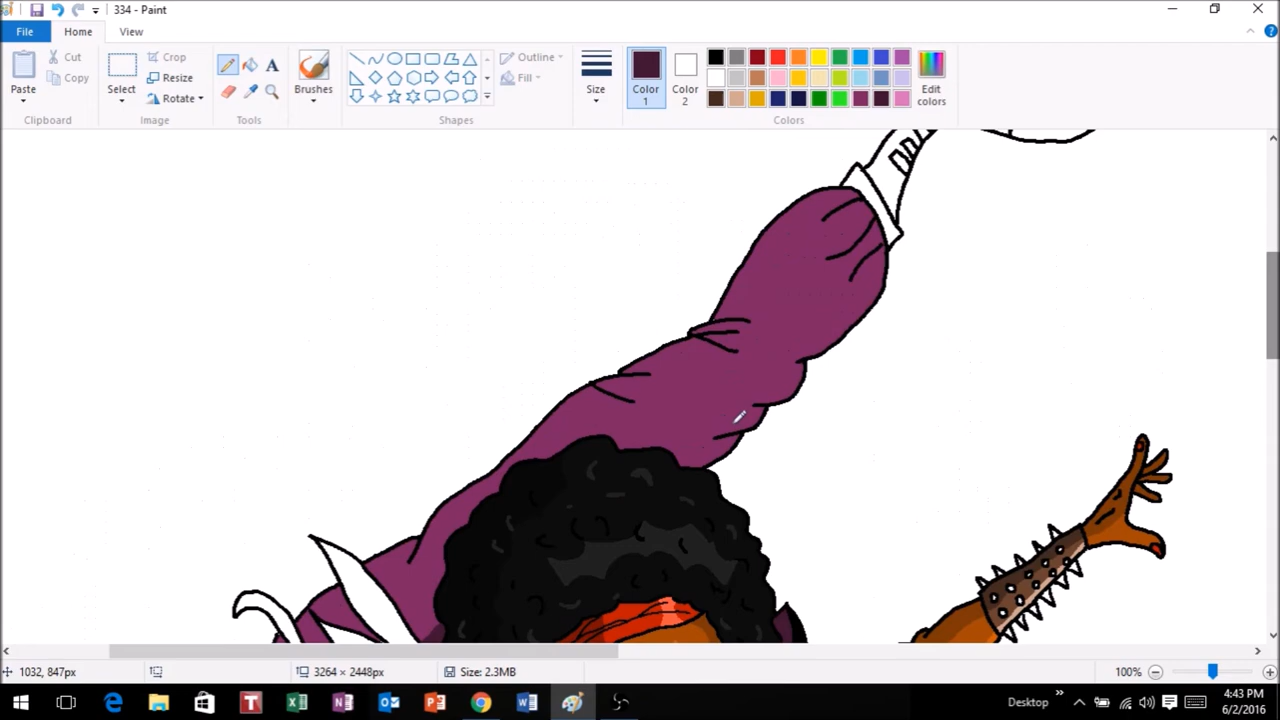 334 - Paint
File Home View
Paste
Cut
Copy
Clipboard
Select
Crop
Resize
Rotate
Image
A
Tools
Brushes
Outline
Fill
Shapes
Size
Color 1
Color 2
Edit colors
Colors
1032, 847px
3264 × 2448px
Size: 2.3MB
100%
Desktop
4:43 PM
6/2/2016